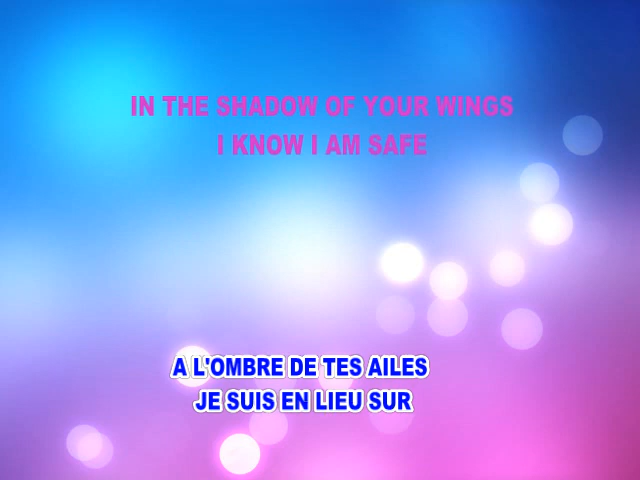 IN THE SHADOW OF YOUR WINGS
I KNOW I AM SAFE
A L'OMBRE DE TES AILES
JE SUIS EN LIEU SUR